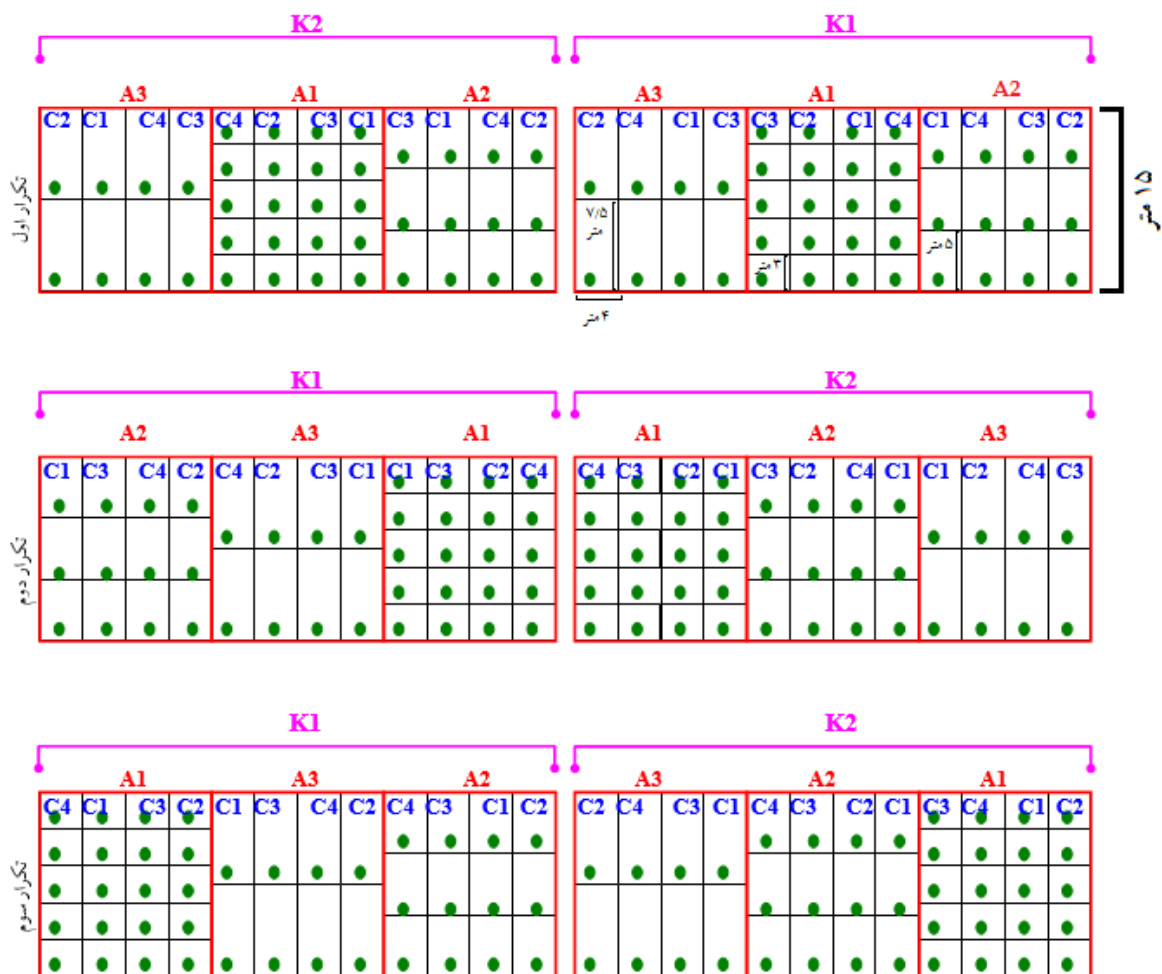 K2 K1
A3 A1 A2 A3 A1 A2
C2 C1 C4 C3 C4 C2 C3 C1 C3 C1 C4 C2 C2 C4 C1 C3 C3 C2 C1 C4 C1 C4 C3 C2
تکرار اول
۷/۵
متر
۳ متر
۵ متر
۱۵ متر
۴ متر
K1 K2
A2 A3 A1 A1 A2 A3
C1 C3 C4 C2 C4 C2 C3 C1 C1 C3 C2 C4 C4 C3 C2 C1 C3 C2 C4 C1 C1 C2 C4 C3
تکرار دوم
K1 K2
A1 A3 A2 A3 A2 A1
C4 C1 C3 C2 C1 C3 C4 C2 C4 C3 C1 C2 C2 C4 C3 C1 C4 C3 C2 C1 C3 C4 C1 C2
تکرار سوم